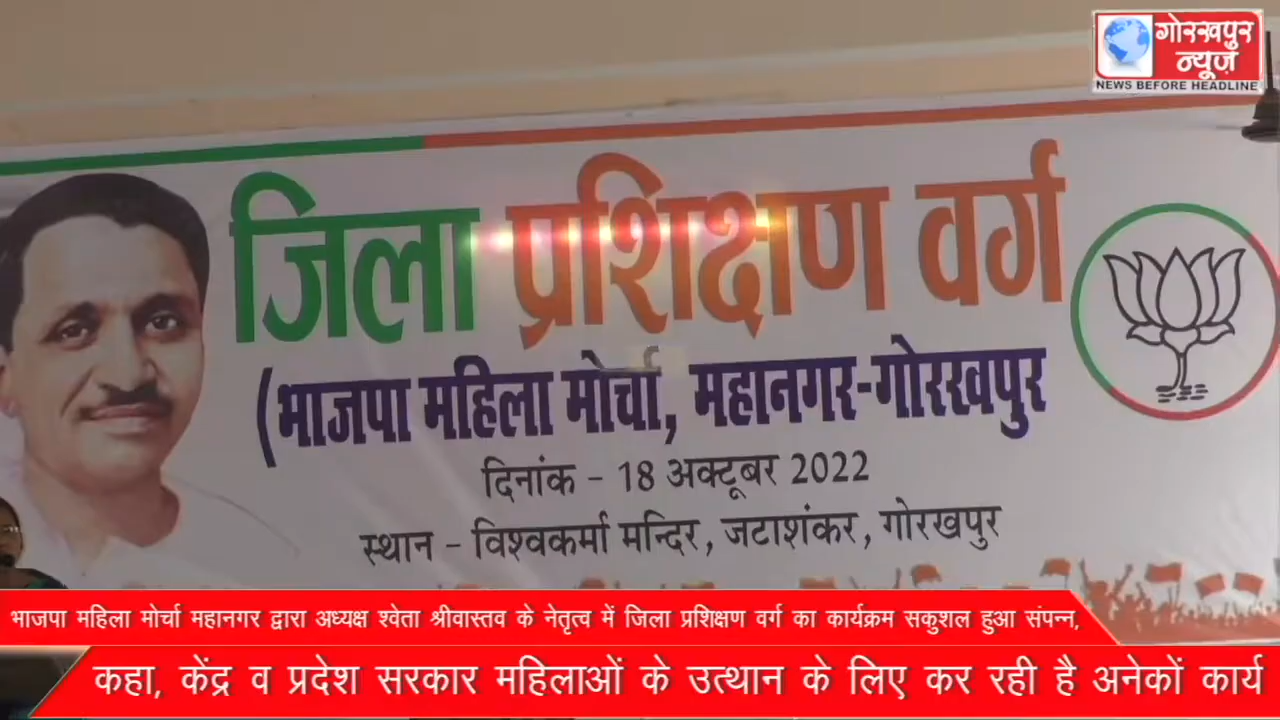 गोरखपुर
न्यूज़
NEWS BEFORE HEADLINE
जिला प्रशिक्षण वर्ग
(भाजपा महिला मोर्चा, महानगर-गोरखपुर
दिनांक - 18 अक्टूबर 2022
स्थान - विश्वकर्मा मन्दिर, जटाशंकर, गोरखपुर
भाजपा महिला मोर्चा महानगर द्वारा अध्यक्ष श्वेता श्रीवास्तव के नेतृत्व में जिला प्रशिक्षण वर्ग का कार्यक्रम सकुशल हुआ संपन्न,
कहा, केंद्र व प्रदेश सरकार महिलाओं के उत्थान के लिए कर रही है अनेकों कार्य